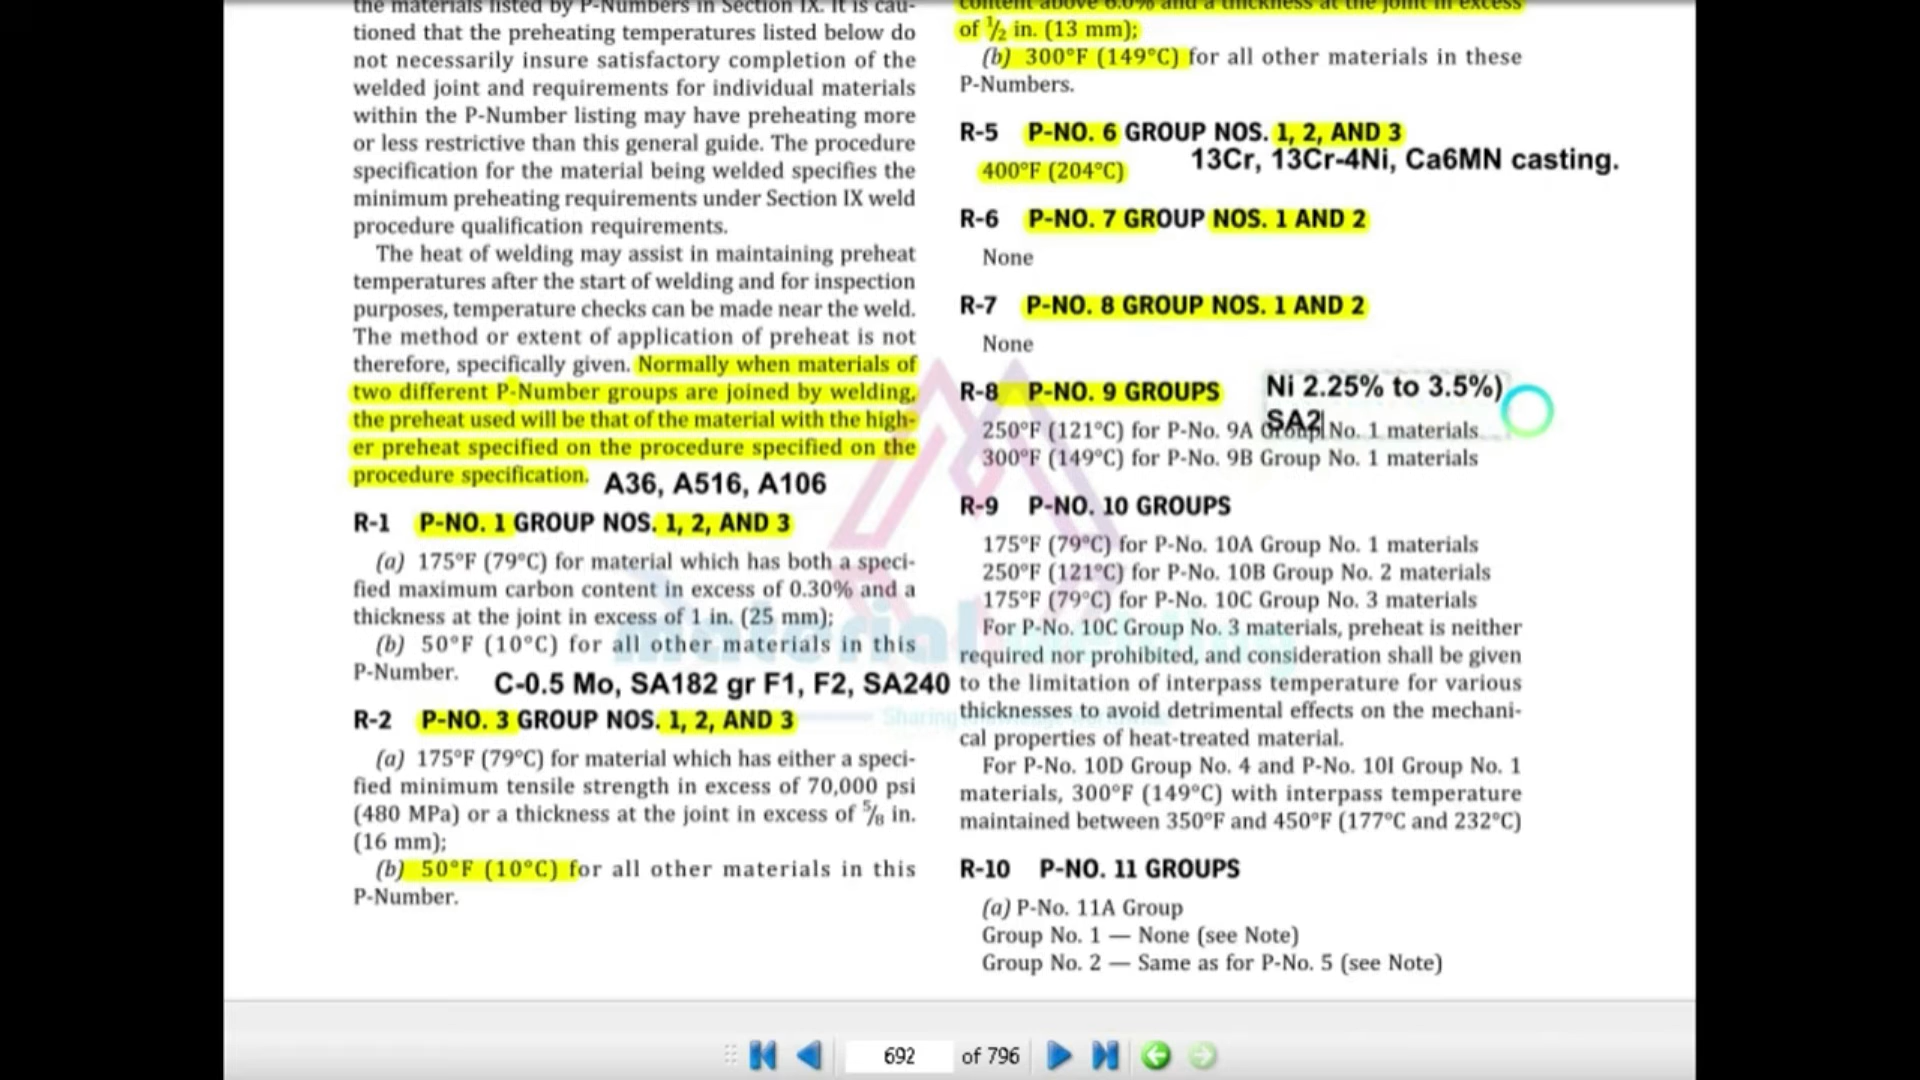 the materials listed by P-Numbers in Section IX. It is cau-
tioned that the preheating temperatures listed below do
not necessarily insure satisfactory completion of the
welded joint and requirements for individual materials
within the P-Number listing may have preheating more
or less restrictive than this general guide. The procedure
specification for the material being welded specifies the
minimum preheating requirements under Section IX weld
procedure qualification requirements.
The heat of welding may assist in maintaining preheat
temperatures after the start of welding and for inspection
purposes, temperature checks can be made near the weld.
The method or extent of application of preheat is not
therefore, specifically given. Normally when materials of
two different P-Number groups are joined by welding,
the preheat used will be that of the material with the high-
er preheat specified on the procedure specified on the
procedure specification. A36, A516, A106
R-1 P-NO. 1 GROUP NOS. 1, 2, AND 3
(a) 175°F (79°C) for material which has both a speci-
fied maximum carbon content in excess of 0.30% and a
thickness at the joint in excess of 1 in. (25 mm);
(b) 50°F (10°C) for all other materials in this
P-Number.
C-0.5 Mo, SA182 gr F1, F2, SA240
R-2 P-NO. 3 GROUP NOS. 1, 2, AND 3
(a) 175°F (79°C) for material which has either a speci-
fied minimum tensile strength in excess of 70,000 psi
(480 MPa) or a thickness at the joint in excess of 5/8 in.
(16 mm);
(b) 50°F (10°C) for all other materials in this
P-Number.
content above 6.0% and a thickness at the joint in excess
of 1/2 in. (13 mm);
(b) 300°F (149°C) for all other materials in these
P-Numbers.
R-5 P-NO. 6 GROUP NOS. 1, 2, AND 3
400°F (204°C) 13Cr, 13Cr-4Ni, Ca6MN casting.
R-6 P-NO. 7 GROUP NOS. 1 AND 2
None
R-7 P-NO. 8 GROUP NOS. 1 AND 2
None
R-8 P-NO. 9 GROUPS Ni 2.25% to 3.5%)
SA2
250°F (121°C) for P-No. 9A Group No. 1 materials
300°F (149°C) for P-No. 9B Group No. 1 materials
R-9 P-NO. 10 GROUPS
175°F (79°C) for P-No. 10A Group No. 1 materials
250°F (121°C) for P-No. 10B Group No. 2 materials
175°F (79°C) for P-No. 10C Group No. 3 materials
For P-No. 10C Group No. 3 materials, preheat is neither
required nor prohibited, and consideration shall be given
to the limitation of interpass temperature for various
thicknesses to avoid detrimental effects on the mechani-
cal properties of heat-treated material.
For P-No. 10D Group No. 4 and P-No. 10I Group No. 1
materials, 300°F (149°C) with interpass temperature
maintained between 350°F and 450°F (177°C and 232°C)
R-10 P-NO. 11 GROUPS
(a) P-No. 11A Group
Group No. 1 — None (see Note)
Group No. 2 — Same as for P-No. 5 (see Note)
material welding
Sharing
692 of 796